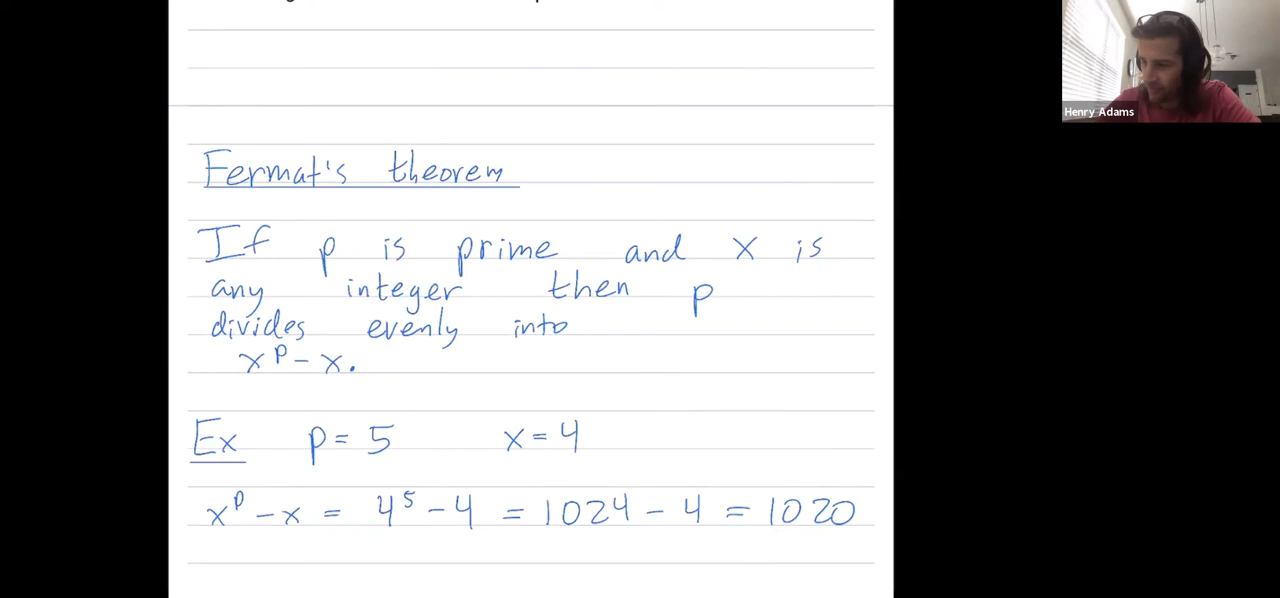 Fermat's theorem
If p is prime and x is
any integer then p
divides evenly into
x^p - x.
Ex p = 5 x = 4
x^p - x = 4^5 - 4 = 1024 - 4 = 1020
Henry Adams